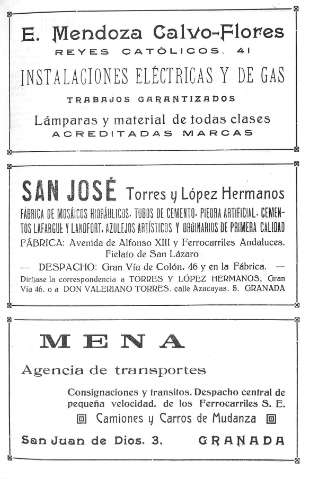 E. Mendoza Calvo-Flores
REYES CATÓLICOS, 41
INSTALACIONES ELÉCTRICAS Y DE GAS
TRABAJOS GARANTIZADOS
Lámparas y material de todas clases
ACREDITADAS MARCAS
SAN JOSÉ Torres y López Hermanos
FÁBRICA DE MOSÁICOS HIDRÁULICOS- TUBOS DE CEMENTO- PIEDRA ARTIFICIAL- CEMEN-
TOS LAFARGUE Y LANDFORT. AZULEJOS ARTÍSTICOS Y ORDINARIOS DE PRIMERA CALIDAD
FÁBRICA: Avenida de Alfonso XIII y Ferrocarriles Andaluces.
Fielato de San Lázaro
— DESPACHO: Gran Vía de Colón, 46 y en la Fábrica. —
Diríjase la correspondencia a TORRES Y LÓPEZ HERMANOS, Gran
Vía 46. o a DON VALERIANO TORRES, calle Azacayas, 5. GRANADA
MENA
Agencia de transportes
Consignaciones y transitos. Despacho central de
pequeña velocidad, de los Ferrocarriles S. E.
Camiones y Carros de Mudanza
San Juan de Dios. 3. GRANADA